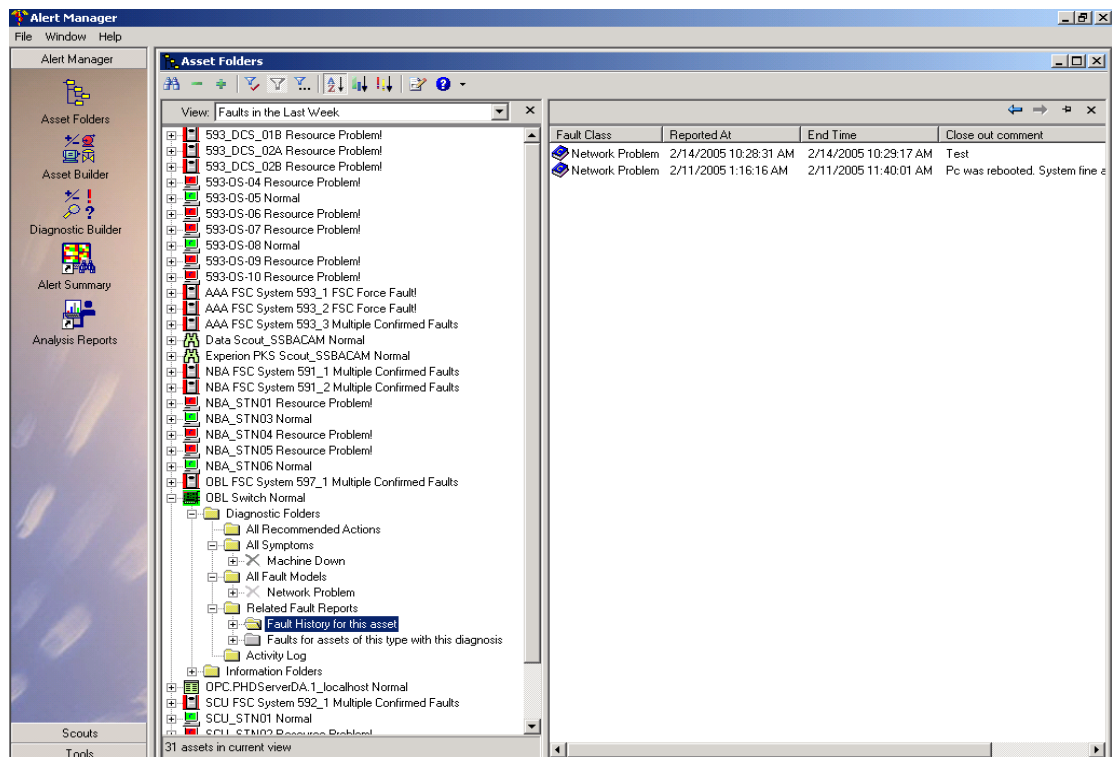 Alert Manager
File Window Help
Alert Manager
Asset Folders
Asset Builder
Diagnostic Builder
Alert Summary
Analysis Reports
Scouts
Tools
Asset Folders
View: Faults in the Last Week
593_DCS_01B Resource Problem!
593_DCS_02A Resource Problem!
593_DCS_02B Resource Problem!
593-OS-04 Resource Problem!
593-OS-05 Normal
593-OS-06 Resource Problem!
593-OS-07 Resource Problem!
593-OS-08 Normal
593-OS-09 Resource Problem!
593-OS-10 Resource Problem!
AAA FSC System 593_1 FSC Force Fault!
AAA FSC System 593_2 FSC Force Fault!
AAA FSC System 593_3 Multiple Confirmed Faults
Data Scout_SSBACAM Normal
Experion PKS Scout_SSBACAM Normal
NBA FSC System 591_1 Multiple Confirmed Faults
NBA FSC System 591_2 Multiple Confirmed Faults
NBA_STN01 Resource Problem!
NBA_STN03 Normal
NBA_STN04 Resource Problem!
NBA_STN05 Resource Problem!
NBA_STN06 Normal
OBL FSC System 597_1 Multiple Confirmed Faults
OBL Switch Normal
Diagnostic Folders
All Recommended Actions
All Symptoms
Machine Down
All Fault Models
Network Problem
Related Fault Reports
Fault History for this asset
Faults for assets of this type with this diagnosis
Activity Log
Information Folders
OPC.PHDServerDA.1_localhost Normal
SCU FSC System 592_1 Multiple Confirmed Faults
SCU_STN01 Normal
SCU_STN02 Resource Problem!
31 assets in current view
Fault Class Reported At End Time Close out comment
Network Problem 2/14/2005 10:28:31 AM 2/14/2005 10:29:17 AM Test
Network Problem 2/11/2005 1:16:16 AM 2/11/2005 11:40:01 AM Pc was rebooted. System fine a